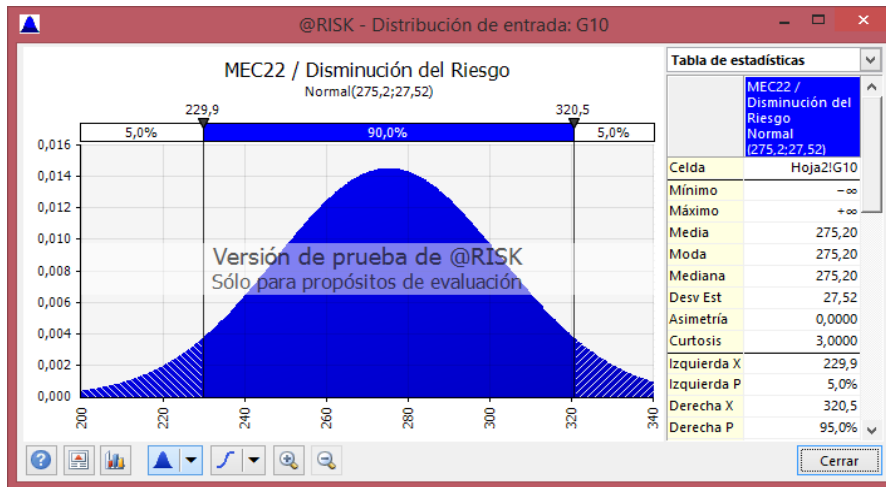 @RISK - Distribución de entrada: G10
MEC22 / Disminución del Riesgo
Normal(275,2;27,52)
229,9 320,5
5,0% 90,0% 5,0%
0,016
0,014
0,012
0,010
0,008
0,006
0,004
0,002
0,000
Versión de prueba de @RISK
Sólo para propósitos de evaluación
200 220 240 260 280 300 320 340
Tabla de estadísticas
MEC22 /
Disminución del
Riesgo
Normal
(275,2;27,52)
Celda Hoja2!G10
Mínimo -∞
Máximo +∞
Media 275,20
Moda 275,20
Mediana 275,20
Desv Est 27,52
Asimetría 0,0000
Curtosis 3,0000
Izquierda X 229,9
Izquierda P 5,0%
Derecha X 320,5
Derecha P 95,0%
Cerrar